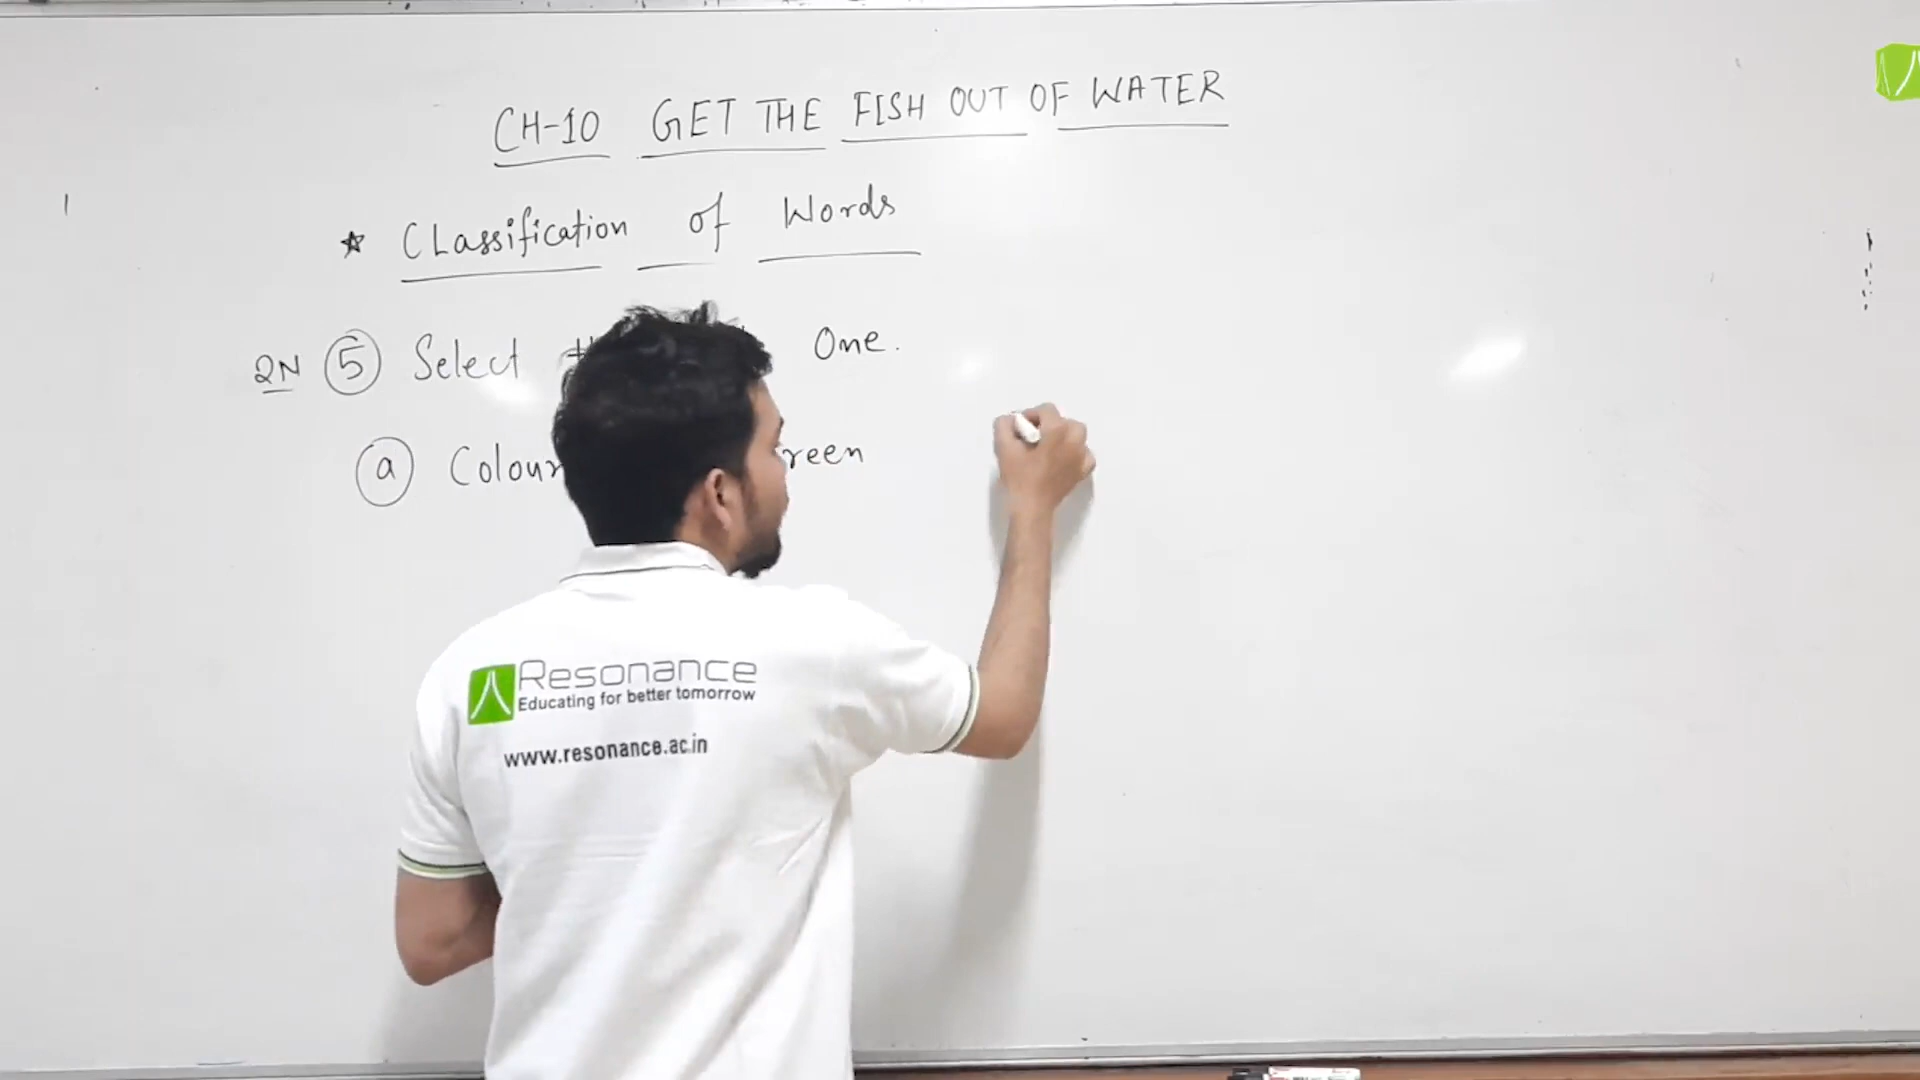 CH-10 GET THE FISH OUT OF WATER
* CLassification of Words
QN 5 Select One.
a Colour reen
Resonance
Educating for better tomorrow
www.resonance.ac.in